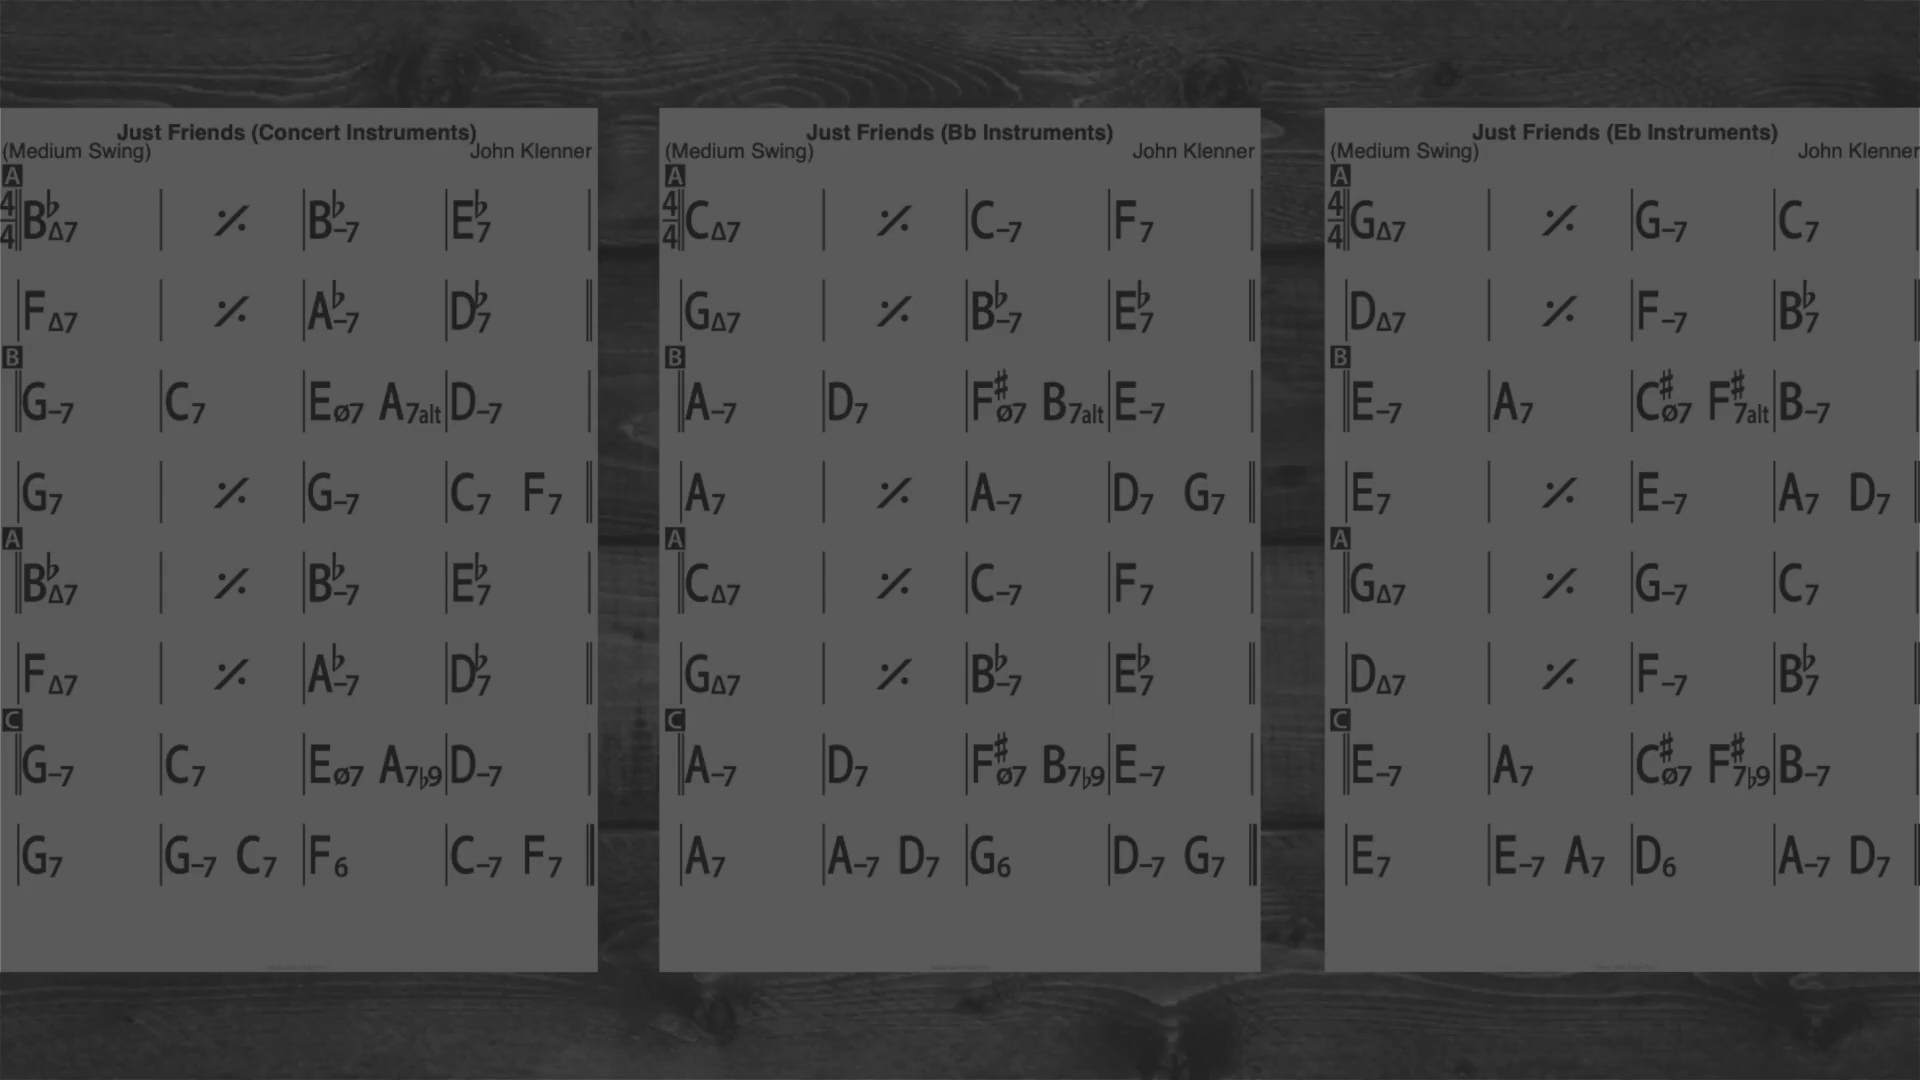 Just Friends (Concert Instruments)
(Medium Swing) John Klenner
A
4/4 B♭Δ7 | 𝄎 | B♭–7 | E♭7 |
| FΔ7 | 𝄎 | A♭–7 | D♭7 ||
B
|| G–7 | C7 | Eø7 A7alt | D–7 |
| G7 | 𝄎 | G–7 | C7 F7 ||
A
|| B♭Δ7 | 𝄎 | B♭–7 | E♭7 |
| FΔ7 | 𝄎 | A♭–7 | D♭7 ||
C
|| G–7 | C7 | Eø7 A7♭9 | D–7 |
| G7 | G–7 C7 | F6 | C–7 F7 ||
Just Friends (Bb Instruments)
(Medium Swing) John Klenner
A
4/4 CΔ7 | 𝄎 | C–7 | F7 |
| GΔ7 | 𝄎 | B♭–7 | E♭7 ||
B
|| A–7 | D7 | F♯ø7 B7alt | E–7
| A7 | 𝄎 | A–7 | D7 G7 ||
A
|| CΔ7 | 𝄎 | C–7 | F7 |
| GΔ7 | 𝄎 | B♭–7 | E♭7 ||
C
|| A–7 | D7 | F♯ø7 B7♭9 | E–7 |
| A7 | A–7 D7 | G6 | D–7 G7 ||
Just Friends (Eb Instruments)
(Medium Swing) John Klenner
A
4/4 GΔ7 | 𝄎 | G–7 | C7 |
| DΔ7 | 𝄎 | F–7 | B♭7 ||
B
|| E–7 | A7 | C♯ø7 F♯7alt | B–7 |
| E7 | 𝄎 | E–7 | A7 D7 ||
A
|| GΔ7 | 𝄎 | G–7 | C7 |
| DΔ7 | 𝄎 | F–7 | B♭7 ||
C
|| E–7 | A7 | C♯ø7 F♯7♭9 | B–7 |
| E7 | E–7 A7 | D6 | A–7 D7 ||